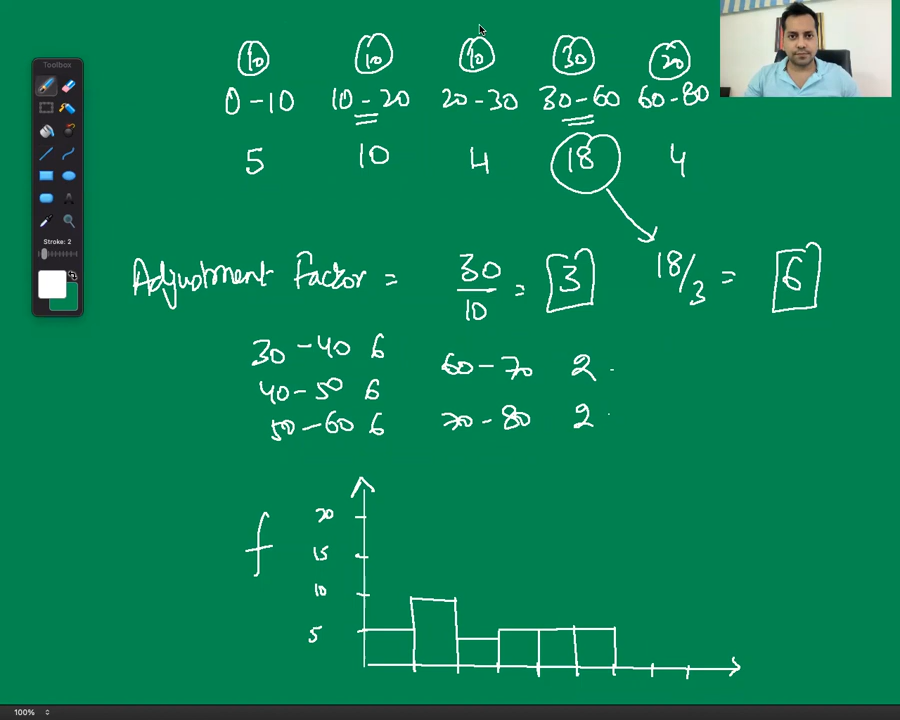 Toolbox
Stroke: 2
10 10 10 30 20
0-10 10-20 20-30 30-60 60-80
5 10 4 18 4
Adjustment Factor = 30/10 = 3 18/3 = 6
30-40 6 60-70 2
40-50 6
50-60 6 70-80 2
f
20
15
10
5
100%